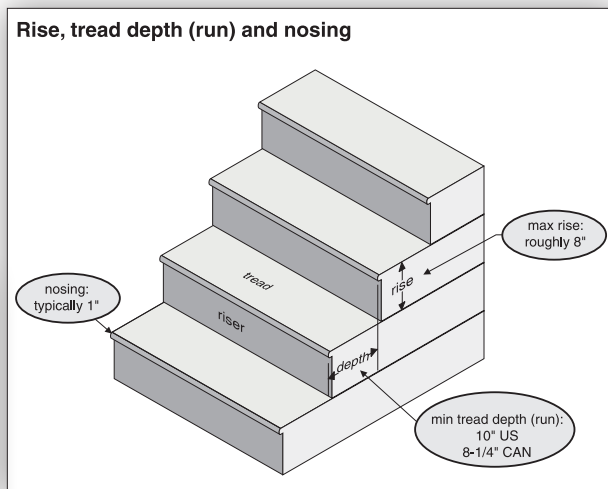 Rise, tread depth (run) and nosing
max rise:
roughly 8"
rise
tread
nosing:
typically 1"
riser
depth
min tread depth (run):
10" US
8-1/4" CAN